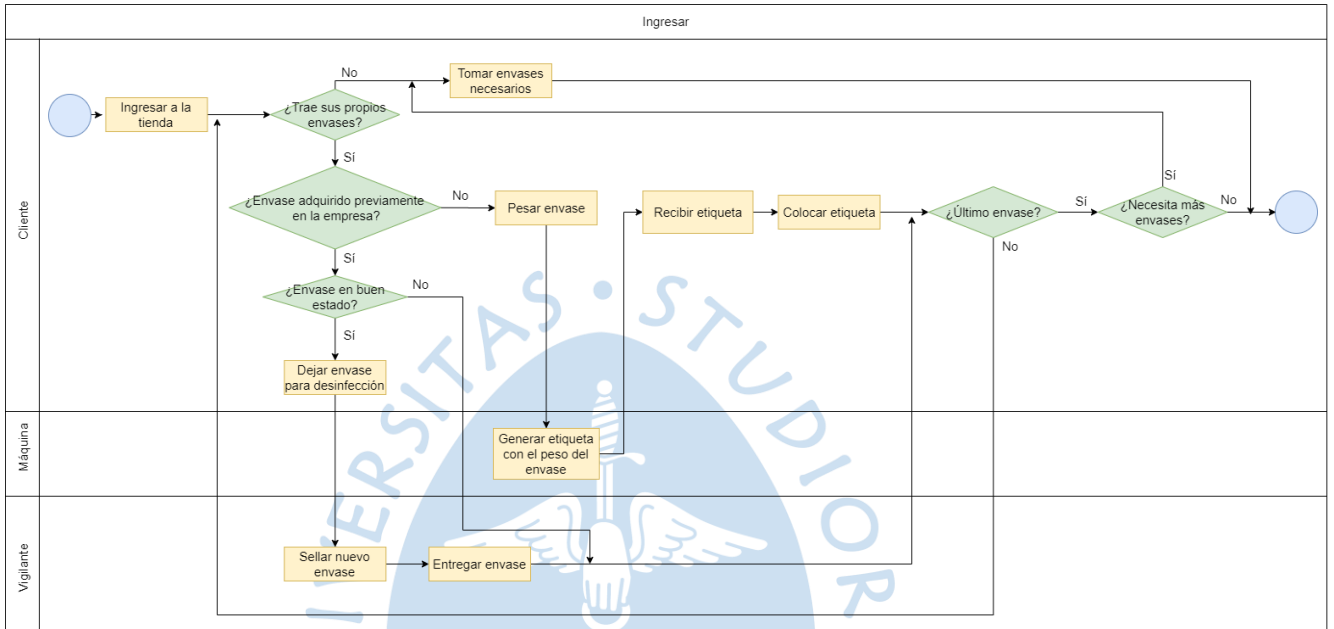 Ingresar
Cliente
Máquina
Vigilante
Ingresar a la
tienda
¿Trae sus propios
envases?
No
Tomar envases
necesarios
Sí
¿Envase adquirido previamente
en la empresa?
No
Pesar envase
Recibir etiqueta
Colocar etiqueta
¿Último envase?
Sí
No
¿Necesita más
envases?
Sí
No
Sí
¿Envase en buen
estado?
No
Sí
Dejar envase
para desinfección
Generar etiqueta
con el peso del
envase
Sellar nuevo
envase
Entregar envase
IVERSITAS • STUDIOR